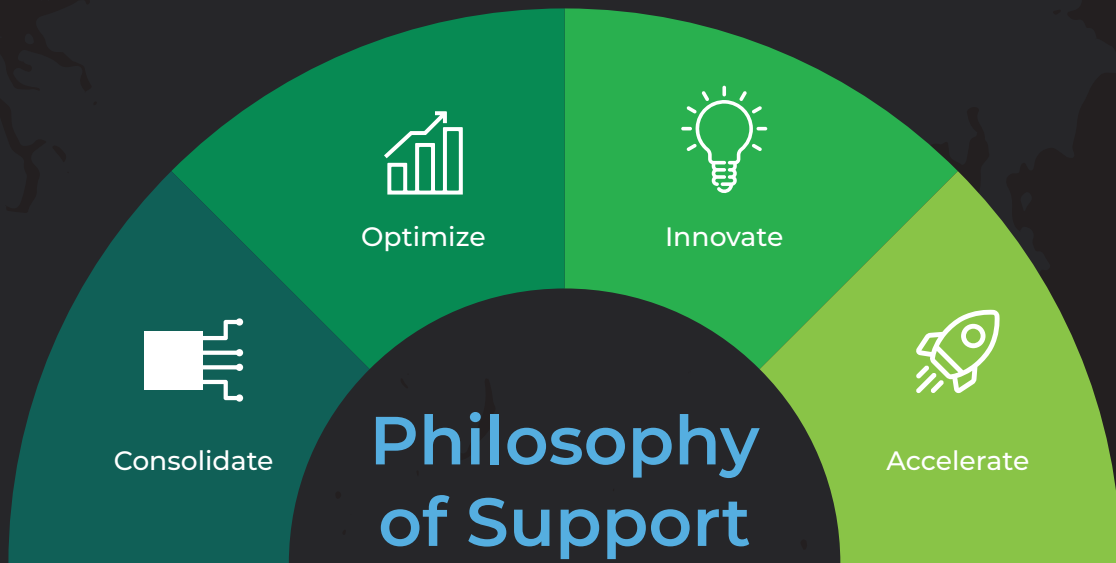 Consolidate
Optimize
Innovate
Accelerate
Philosophy
of Support